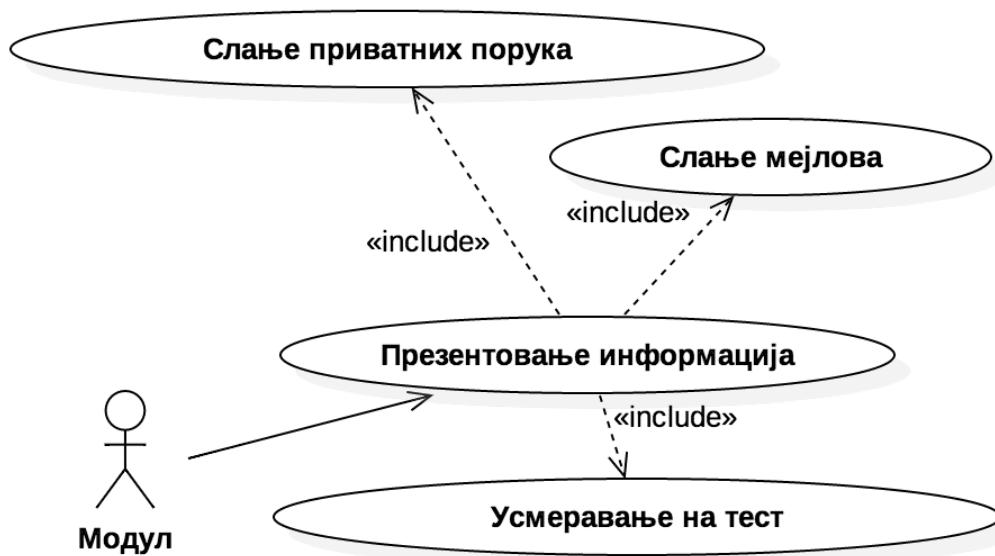 Слање приватних порука
Слање мејлова
«include»
«include»
Презентовање информација
«include»
Модул
Усмеравање на тест